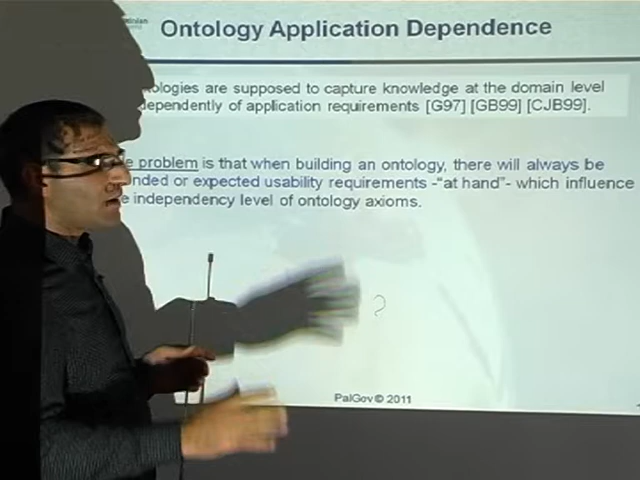 Ontology Application Dependence
ologies are supposed to capture knowledge at the domain level
dependently of application requirements [G97] [GB99] [CJB99].
e problem is that when building an ontology, there will always be
nded or expected usability requirements -“at hand”- which influence
e independency level of ontology axioms.
?
PalGov © 2011